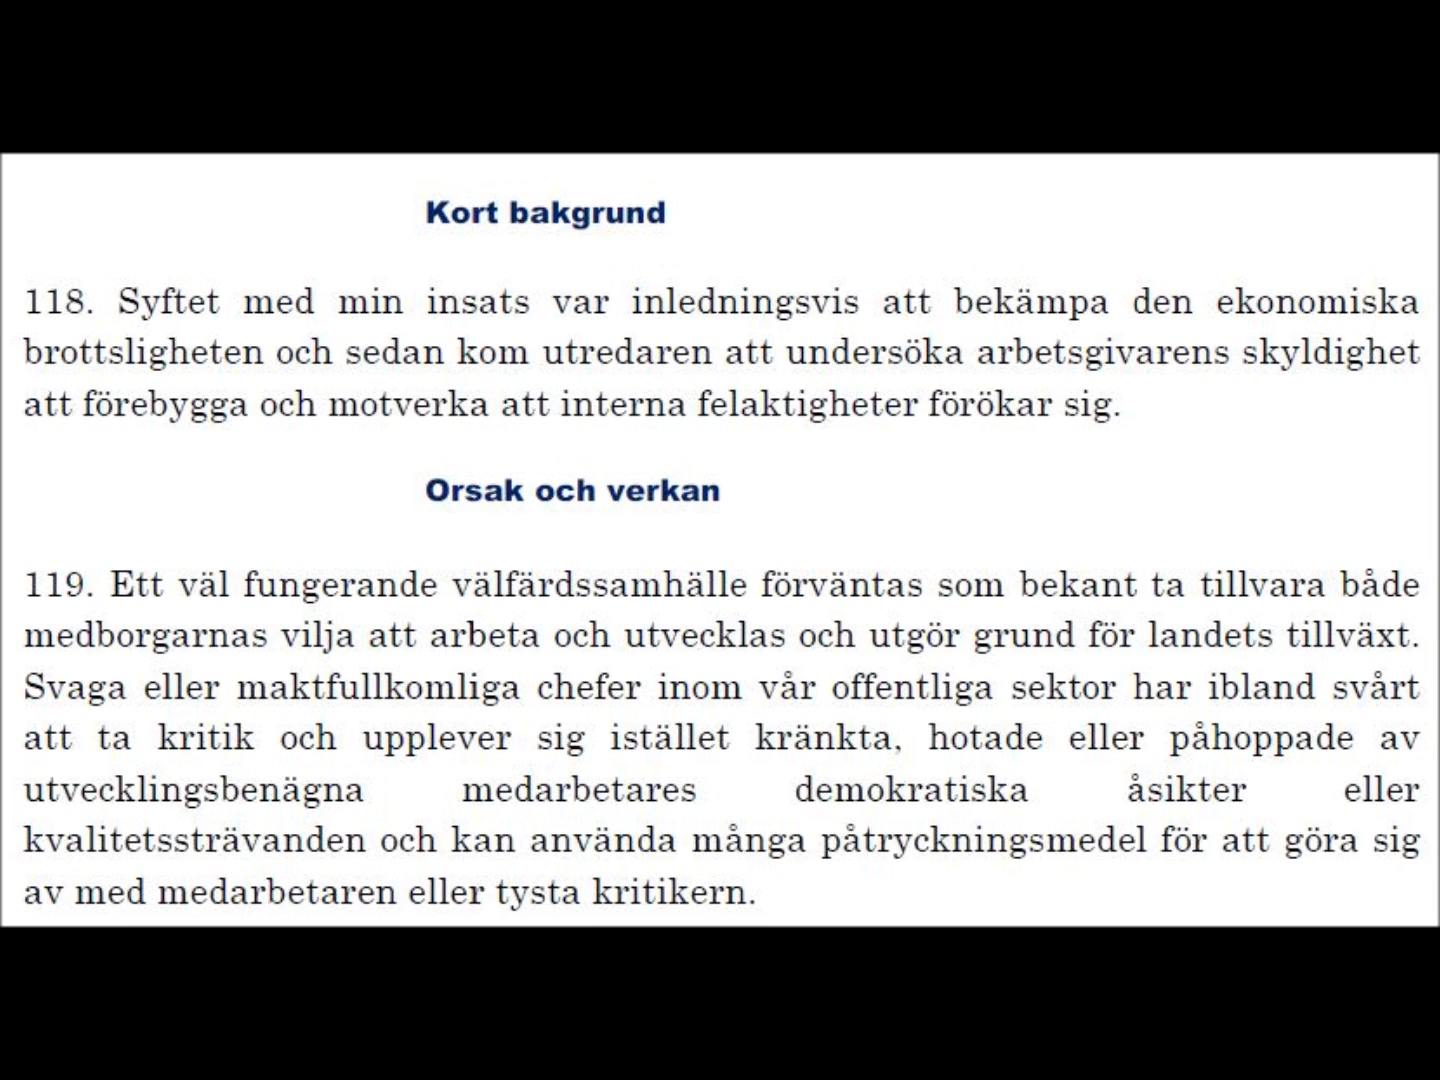 Kort bakgrund
118. Syftet med min insats var inledningsvis att bekämpa den ekonomiska
brottsligheten och sedan kom utredaren att undersöka arbetsgivarens skyldighet
att förebygga och motverka att interna felaktigheter förökar sig.
Orsak och verkan
119. Ett väl fungerande välfärdssamhälle förväntas som bekant ta tillvara både
medborgarnas vilja att arbeta och utvecklas och utgör grund för landets tillväxt.
Svaga eller maktfullkomliga chefer inom vår offentliga sektor har ibland svårt
att ta kritik och upplever sig istället kränkta, hotade eller påhoppade av
utvecklingsbenägna medarbetares demokratiska åsikter eller
kvalitetssträvanden och kan använda många påtryckningsmedel för att göra sig
av med medarbetaren eller tysta kritikern.